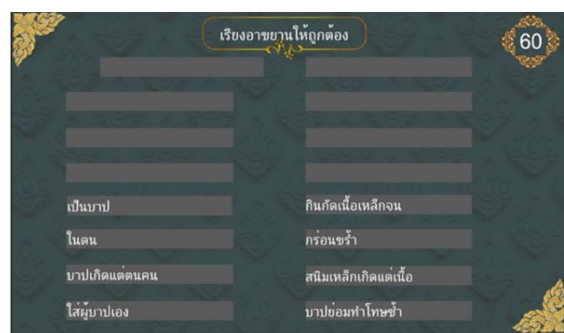 เรียงอาขยานให้ถูกต้อง
60
เป็นบาป
กินกัดเนื้อเหล็กจน
ในตน
กร่อนขร้ำ
บาปเกิดแต่ตนคน
สนิมเหล็กเกิดแต่เนื้อ
ใส่ผู้บาปเอง
บาปย่อมทำโทษซ้ำ